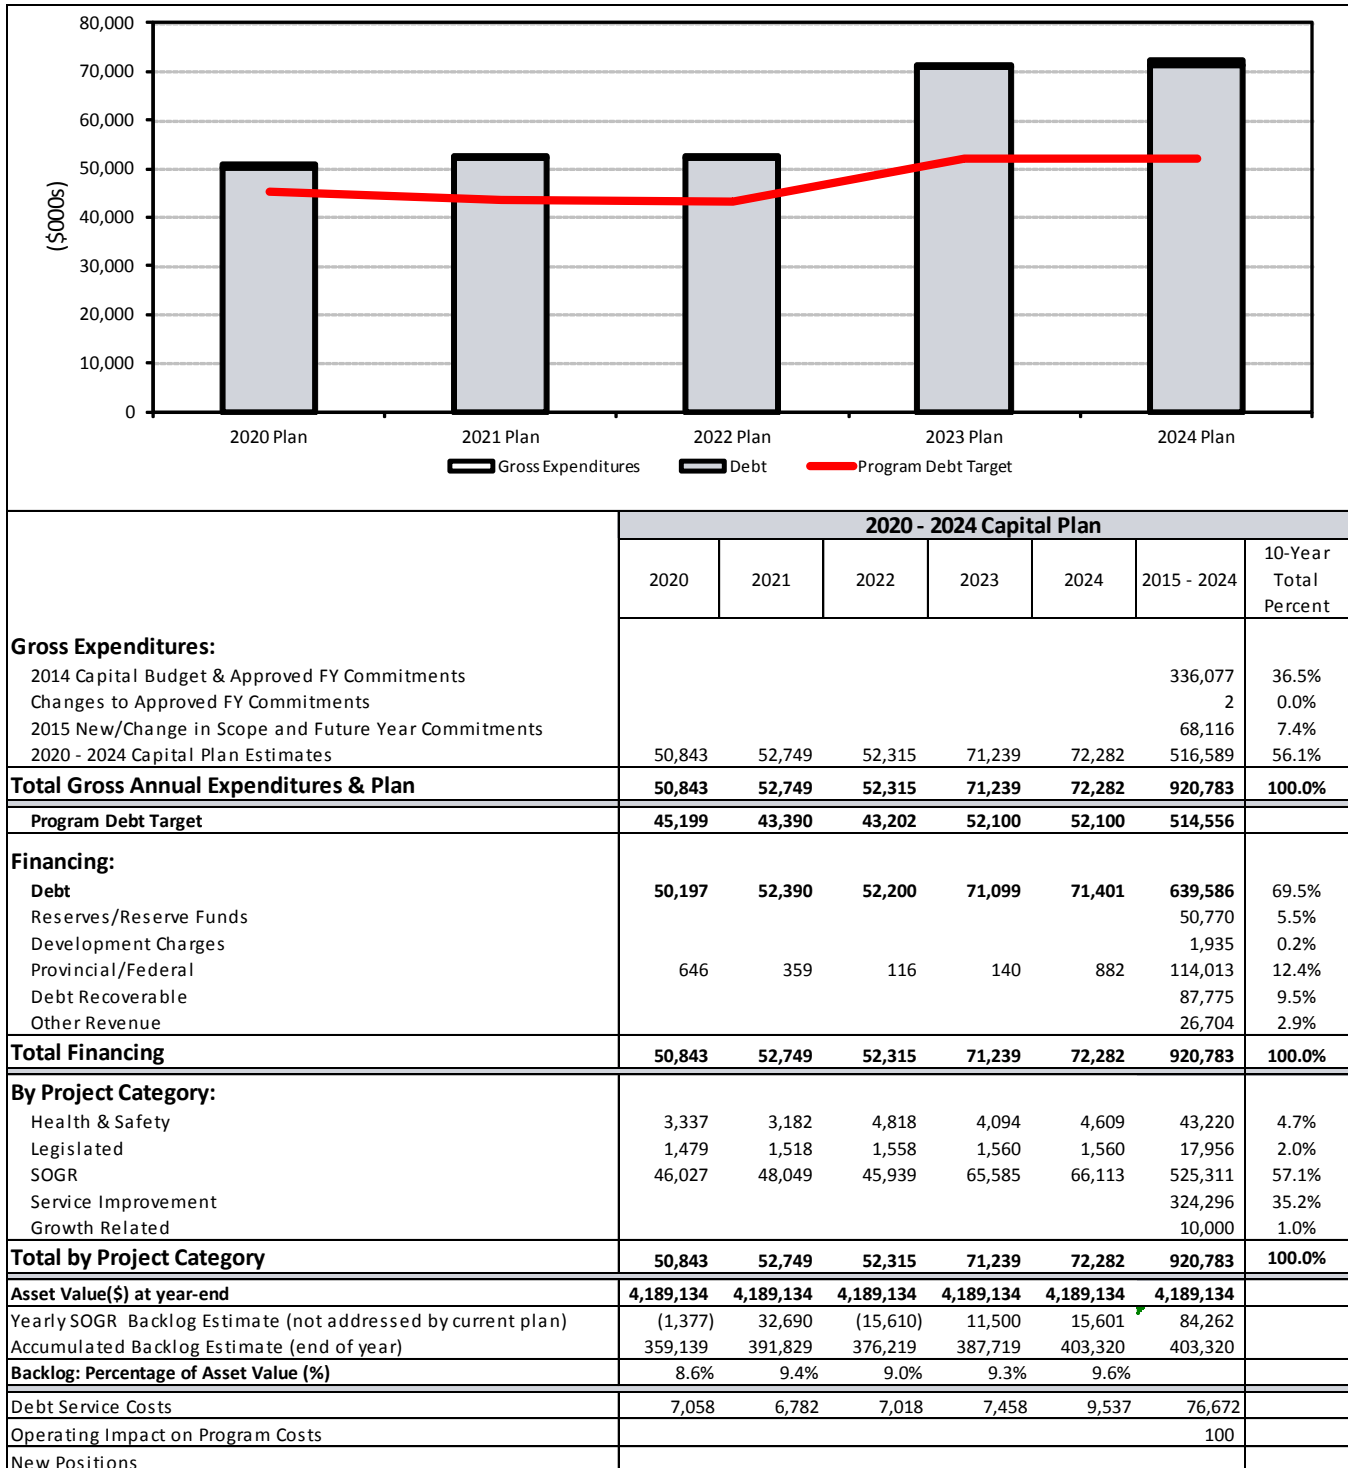 80,000
70,000
60,000
50,000
40,000
30,000
20,000
10,000
0
($000s)
2020 Plan 2021 Plan 2022 Plan 2023 Plan 2024 Plan
Gross Expenditures Debt Program Debt Target
2020 - 2024 Capital Plan
2020 2021 2022 2023 2024 2015 - 2024 10-Year Total Percent
Gross Expenditures:
2014 Capital Budget & Approved FY Commitments 336,077 36.5%
Changes to Approved FY Commitments 2 0.0%
2015 New/Change in Scope and Future Year Commitments 68,116 7.4%
2020 - 2024 Capital Plan Estimates 50,843 52,749 52,315 71,239 72,282 516,589 56.1%
Total Gross Annual Expenditures & Plan 50,843 52,749 52,315 71,239 72,282 920,783 100.0%
Program Debt Target 45,199 43,390 43,202 52,100 52,100 514,556
Financing:
Debt 50,197 52,390 52,200 71,099 71,401 639,586 69.5%
Reserves/Reserve Funds 50,770 5.5%
Development Charges 1,935 0.2%
Provincial/Federal 646 359 116 140 882 114,013 12.4%
Debt Recoverable 87,775 9.5%
Other Revenue 26,704 2.9%
Total Financing 50,843 52,749 52,315 71,239 72,282 920,783 100.0%
By Project Category:
Health & Safety 3,337 3,182 4,818 4,094 4,609 43,220 4.7%
Legislated 1,479 1,518 1,558 1,560 1,560 17,956 2.0%
SOGR 46,027 48,049 45,939 65,585 66,113 525,311 57.1%
Service Improvement 324,296 35.2%
Growth Related 10,000 1.0%
Total by Project Category 50,843 52,749 52,315 71,239 72,282 920,783 100.0%
Asset Value($) at year-end 4,189,134 4,189,134 4,189,134 4,189,134 4,189,134 4,189,134
Yearly SOGR Backlog Estimate (not addressed by current plan) (1,377) 32,690 (15,610) 11,500 15,601 84,262
Accumulated Backlog Estimate (end of year) 359,139 391,829 376,219 387,719 403,320 403,320
Backlog: Percentage of Asset Value (%) 8.6% 9.4% 9.0% 9.3% 9.6%
Debt Service Costs 7,058 6,782 7,018 7,458 9,537 76,672
Operating Impact on Program Costs 100
New Positions